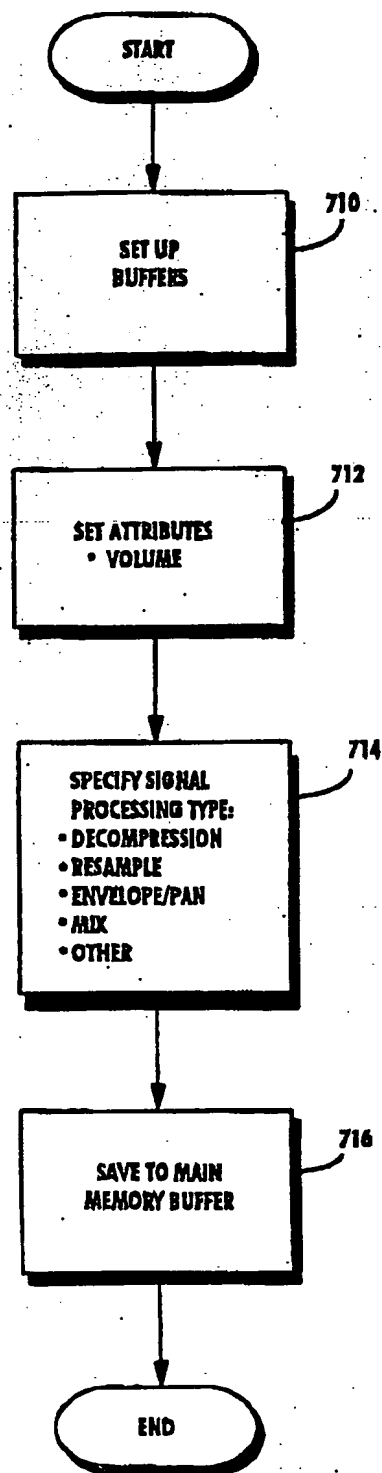 START
710
SET UP
BUFFERS
712
SET ATTRIBUTES
• VOLUME
714
SPECIFY SIGNAL
PROCESSING TYPE:
• DECOMPRESSION
• RESAMPLE
• ENVELOPE/PAN
• MIX
• OTHER
716
SAVE TO MAIN
MEMORY BUFFER
END